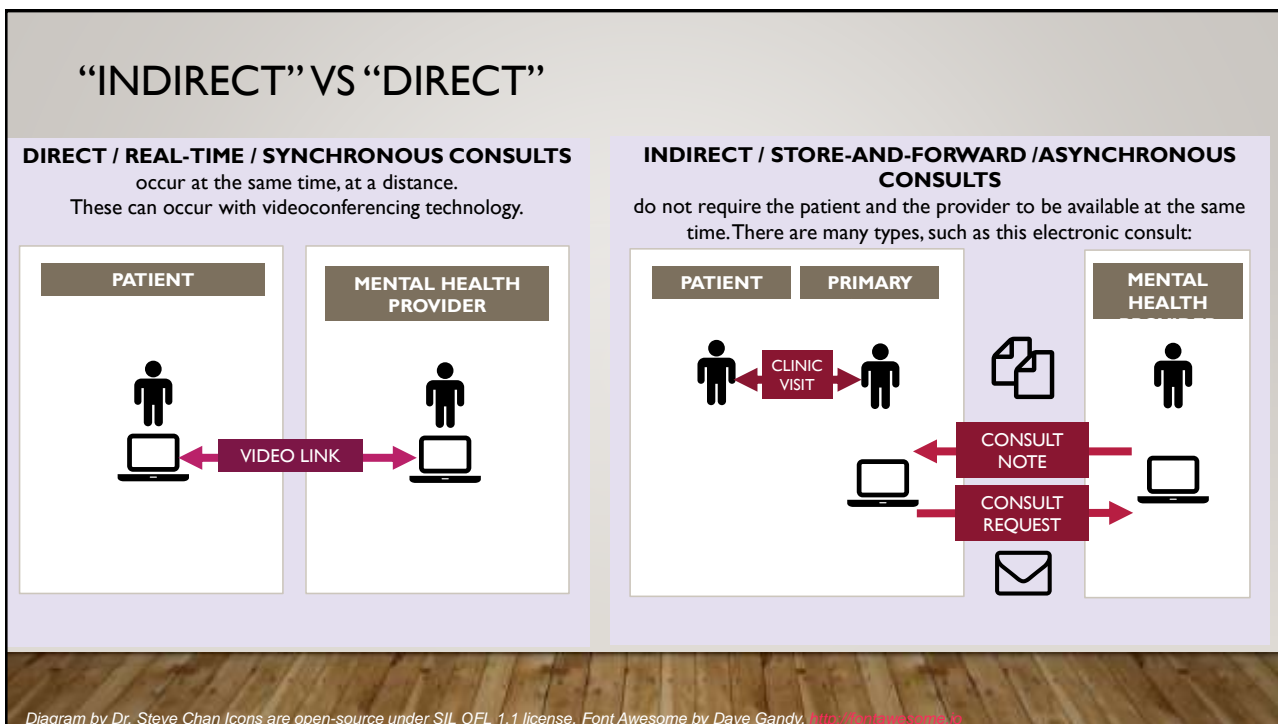 “INDIRECT” VS “DIRECT”
DIRECT / REAL-TIME / SYNCHRONOUS CONSULTS
occur at the same time, at a distance.
These can occur with videoconferencing technology.
PATIENT
MENTAL HEALTH
PROVIDER
VIDEO LINK
INDIRECT / STORE-AND-FORWARD /ASYNCHRONOUS
CONSULTS
do not require the patient and the provider to be available at the same
time. There are many types, such as this electronic consult:
PATIENT
PRIMARY
MENTAL
HEALTH
CLINIC
VISIT
CONSULT
NOTE
CONSULT
REQUEST
Diagram by Dr. Steve Chan Icons are open-source under SIL OFL 1.1 license. Font Awesome by Dave Gandy. http://fontawesome.io